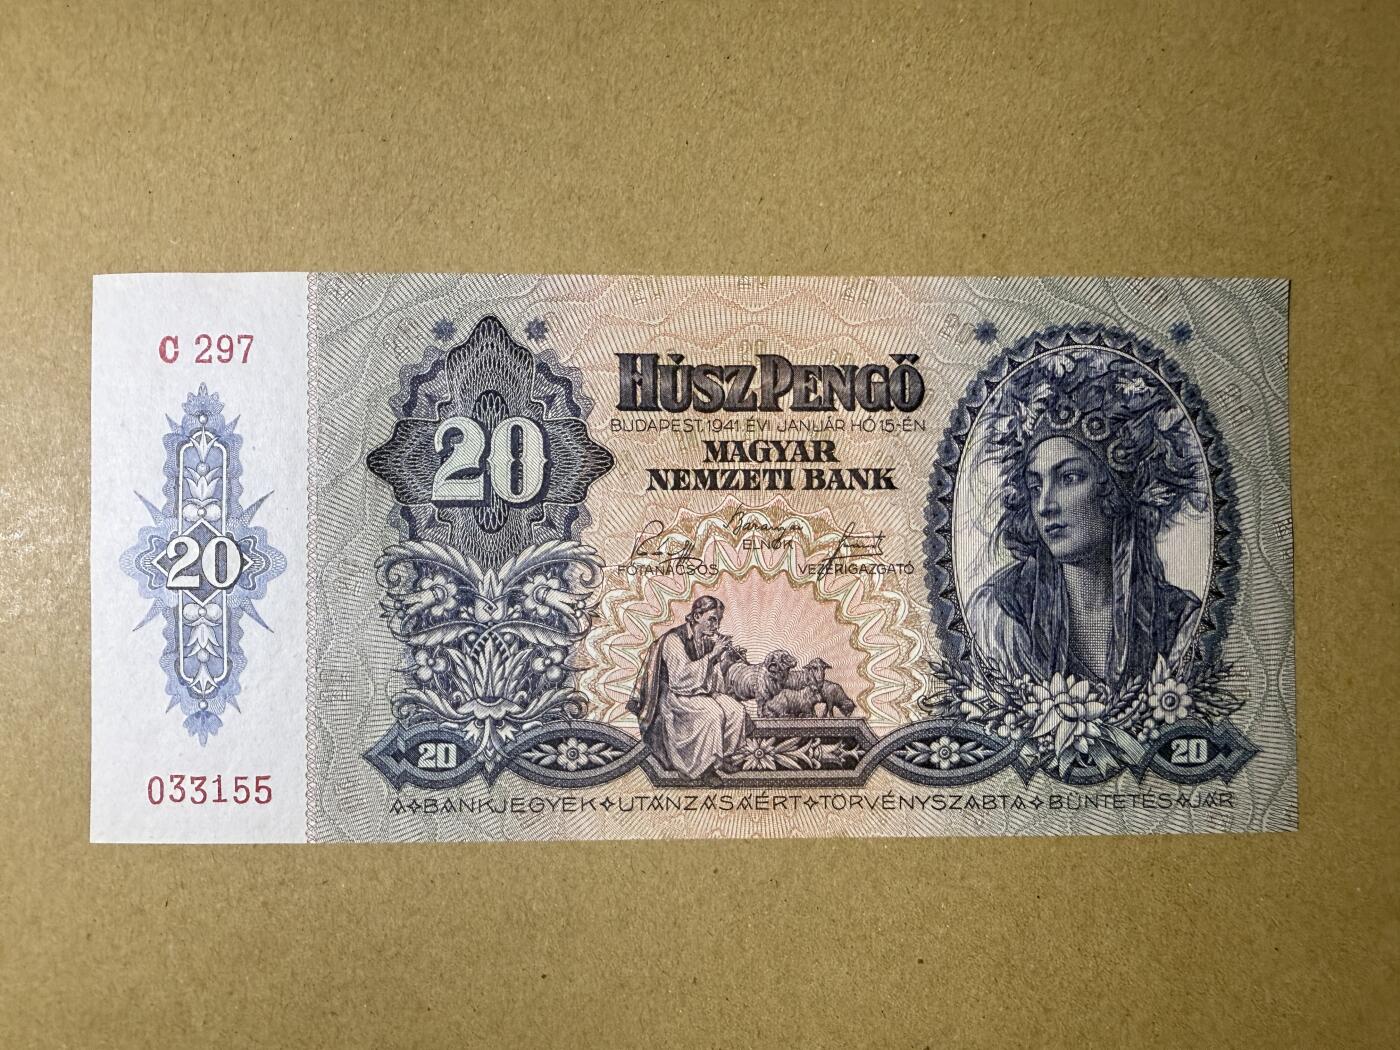 C 297
20
033155
20
HÚSZ PENGŐ
BUDAPEST, 1941. ÉVI JANUÁR HÓ 15-ÉN
MAGYAR
NEMZETI BANK
ELNÖK
FŐTANÁCSOS
VEZÉRIGAZGATÓ
20
20
A BANKJEGYEK UTÁNZÁSÁÉRT TÖRVÉNYSZABTA BÜNTETÉS JÁR